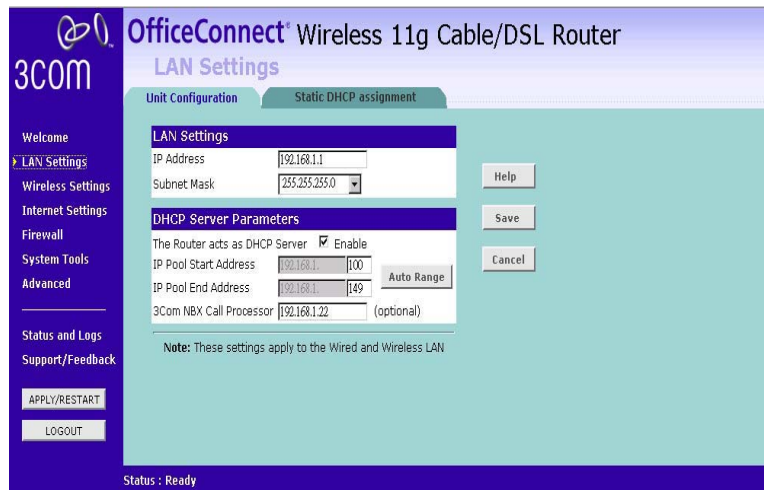 3COM
OfficeConnect® Wireless 11g Cable/DSL Router
LAN Settings
Unit Configuration
Static DHCP assignment
Welcome
LAN Settings
Wireless Settings
Internet Settings
Firewall
System Tools
Advanced
Status and Logs
Support/Feedback
APPLY/RESTART
LOGOUT
LAN Settings
IP Address 192.168.1.1
Subnet Mask 255.255.255.0
DHCP Server Parameters
The Router acts as DHCP Server Enable
IP Pool Start Address 192.168.1. 100
IP Pool End Address 192.168.1. 149
Auto Range
3Com NBX Call Processor 192.168.1.22 (optional)
Note: These settings apply to the Wired and Wireless LAN
Help
Save
Cancel
Status : Ready